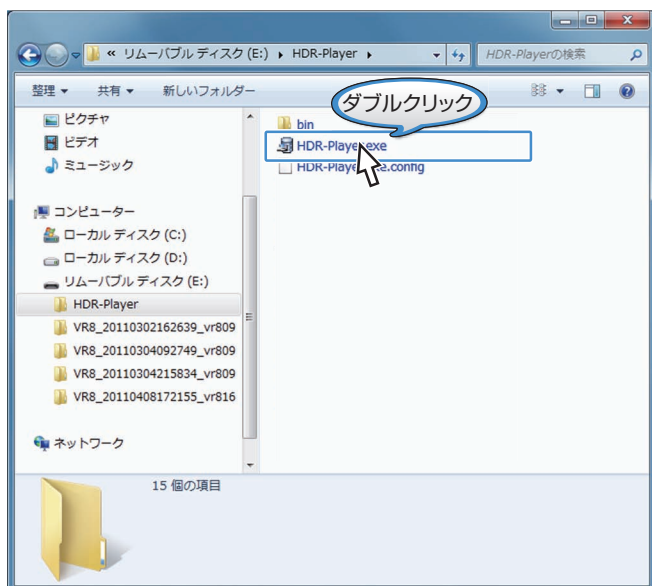 « リムーバブル ディスク (E:) ▸ HDR-Player ▸
HDR-Playerの検索
整理 ▼ 共有 ▼ 新しいフォルダー
ダブルクリック
ピクチャ
ビデオ
ミュージック
コンピューター
ローカル ディスク (C:)
ローカル ディスク (D:)
リムーバブル ディスク (E:)
HDR-Player
VR8_20110302162639_vr809
VR8_20110304092749_vr809
VR8_20110304215834_vr809
VR8_20110408172155_vr816
ネットワーク
bin
HDR-Player.exe
HDR-Playe .config
15 個の項目